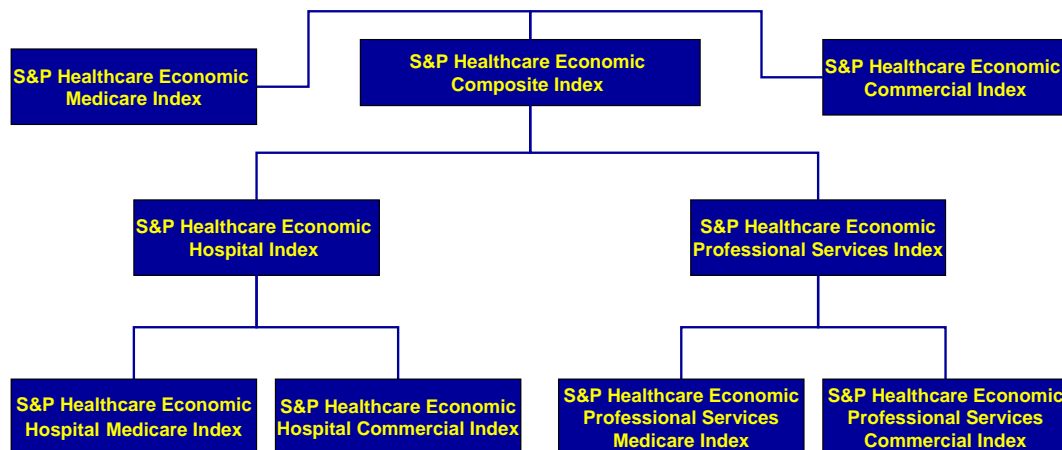 S&P Healthcare Economic
Medicare Index
S&P Healthcare Economic
Composite Index
S&P Healthcare Economic
Commercial Index
S&P Healthcare Economic
Hospital Index
S&P Healthcare Economic
Professional Services Index
S&P Healthcare Economic
Hospital Medicare Index
S&P Healthcare Economic
Hospital Commercial Index
S&P Healthcare Economic
Professional Services
Medicare Index
S&P Healthcare Economic
Professional Services
Commercial Index